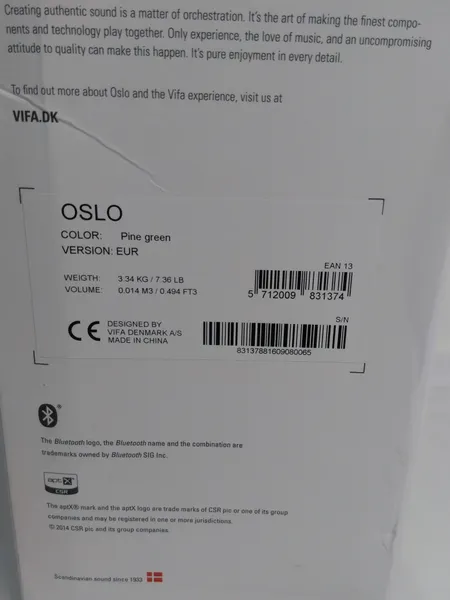 Creating authentic sound is a matter of orchestration. It's the art of making the finest compo-
nents and technology play together. Only experience, the love of music, and an uncompromising
attitude to quality can make this happen. It's pure enjoyment in every detail.
To find out more about Oslo and the Vifa experience, visit us at
VIFA.DK
OSLO
COLOR: Pine green
VERSION: EUR
WEIGTH: 3.34 KG / 7.36 LB
VOLUME: 0.014 M3 / 0.494 FT3
EAN 13
5 712009 831374
S/N
83137881609080065
CE
DESIGNED BY
VIFA DENMARK A/S
MADE IN CHINA
®
The Bluetooth logo, the Bluetooth name and the combination are
trademarks owned by Bluetooth SIG Inc.
aptX
CSR
The aptX® mark and the aptX logo are trade marks of CSR plc or one of its group
companies and may be registered in one or more jurisdictions.
© 2014 CSR plc and its group companies.
Scandinavian sound since 1933